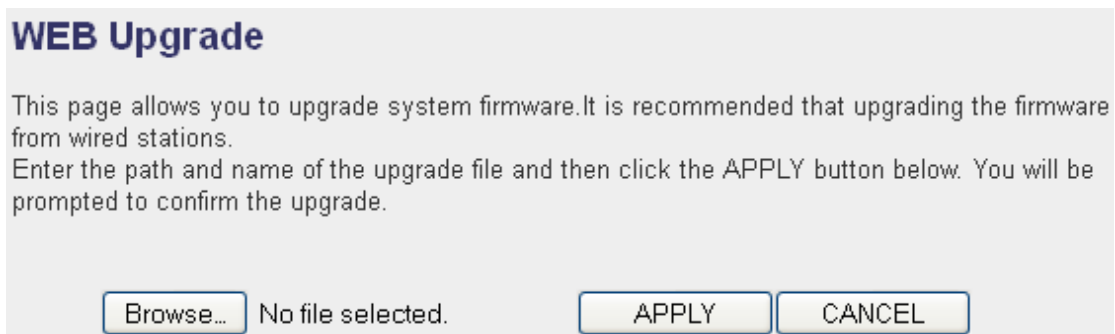 WEB Upgrade
This page allows you to upgrade system firmware.It is recommended that upgrading the firmware
from wired stations.
Enter the path and name of the upgrade file and then click the APPLY button below. You will be
prompted to confirm the upgrade.
Browse... No file selected. APPLY CANCEL